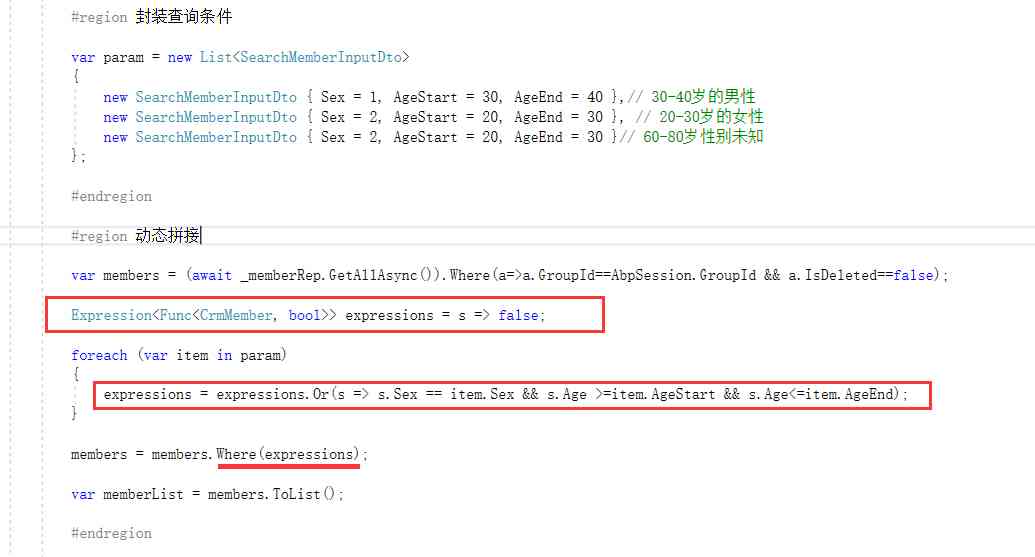 #region 封装查询条件
var param = new List<SearchMemberInputDto>
{
new SearchMemberInputDto { Sex = 1, AgeStart = 30, AgeEnd = 40 },// 30-40岁的男性
new SearchMemberInputDto { Sex = 2, AgeStart = 20, AgeEnd = 30 }, // 20-30岁的女性
new SearchMemberInputDto { Sex = 2, AgeStart = 20, AgeEnd = 30 }// 60-80岁性别未知
};
#endregion
#region 动态拼接
var members = (await _memberRep.GetAllAsync()).Where(a=>a.GroupId==AbpSession.GroupId && a.IsDeleted==false);
Expression<Func<CrmMember, bool>> expressions = s => false;
foreach (var item in param)
{
expressions = expressions.Or(s => s.Sex == item.Sex && s.Age >=item.AgeStart && s.Age<=item.AgeEnd);
}
members = members.Where(expressions);
var memberList = members.ToList();
#endregion